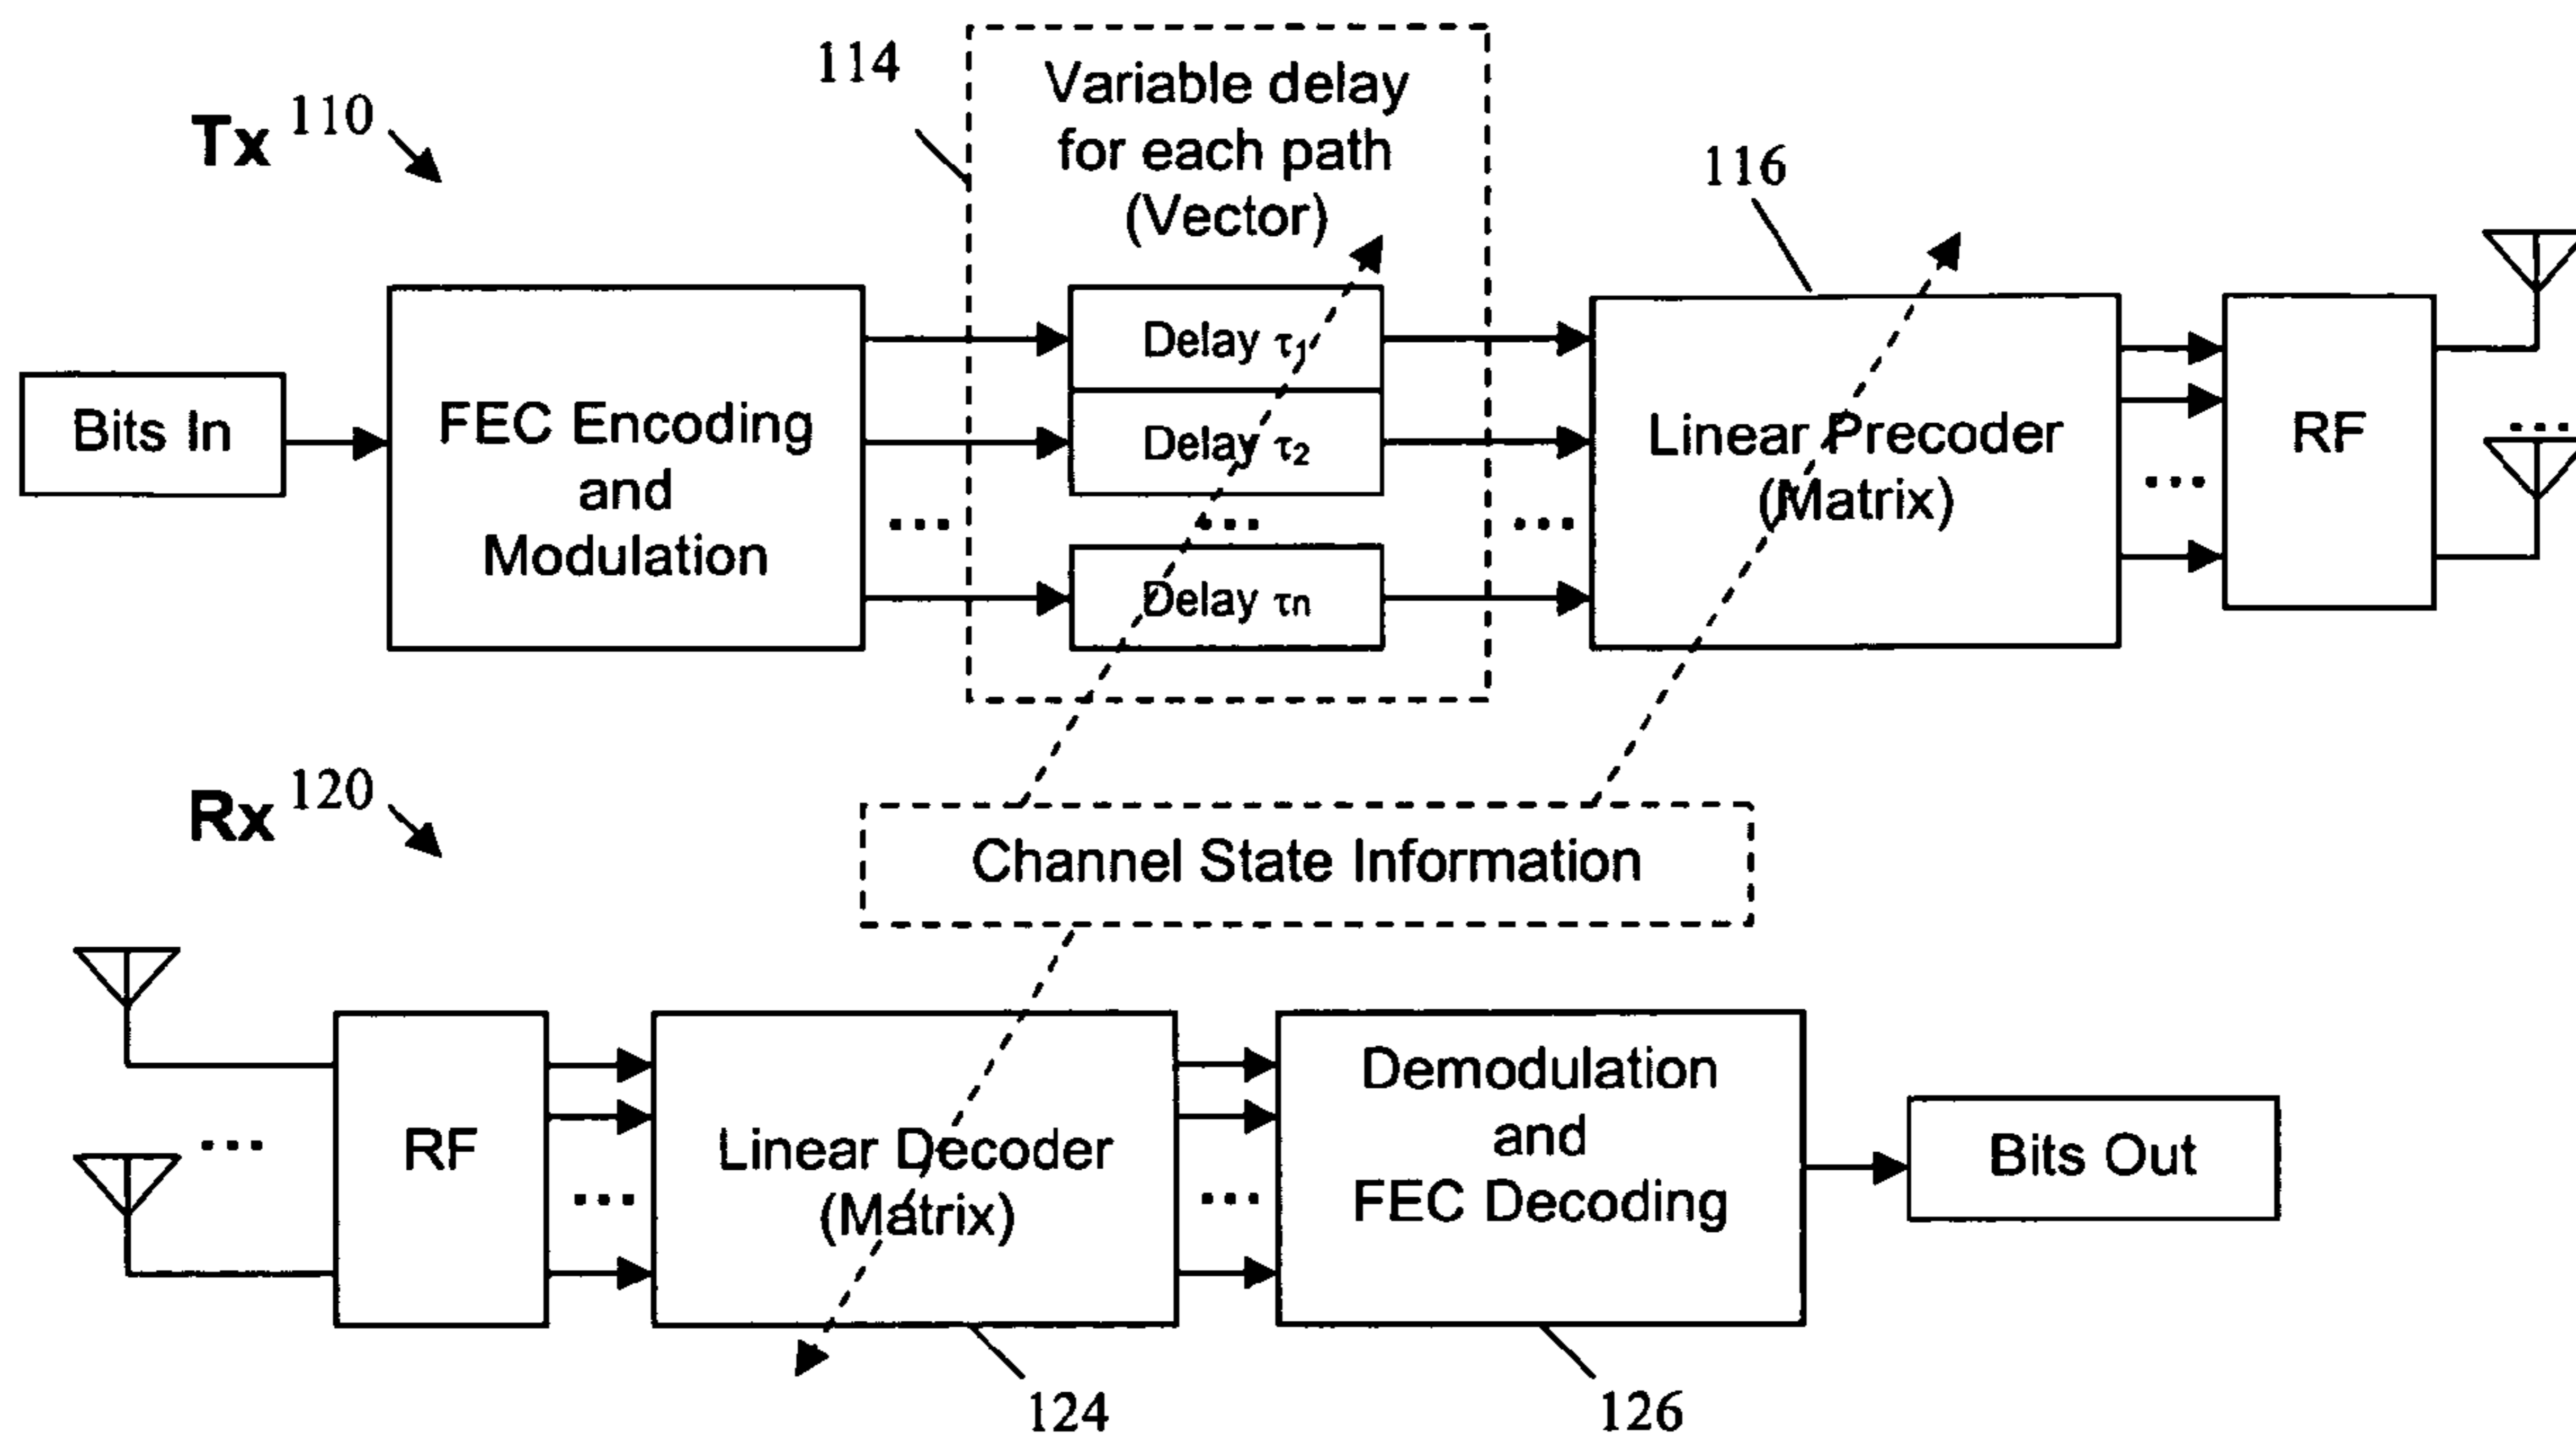 114
Variable delay
for each path
(Vector)
Tx 110
116
Bits In
FEC Encoding
and
Modulation
...
Delay τ1
Delay τ2
...
Delay τn
...
Linear Precoder
(Matrix)
...
RF
...
Rx 120
Channel State Information
...
RF
...
Linear Decoder
(Matrix)
...
Demodulation
and
FEC Decoding
Bits Out
124
126